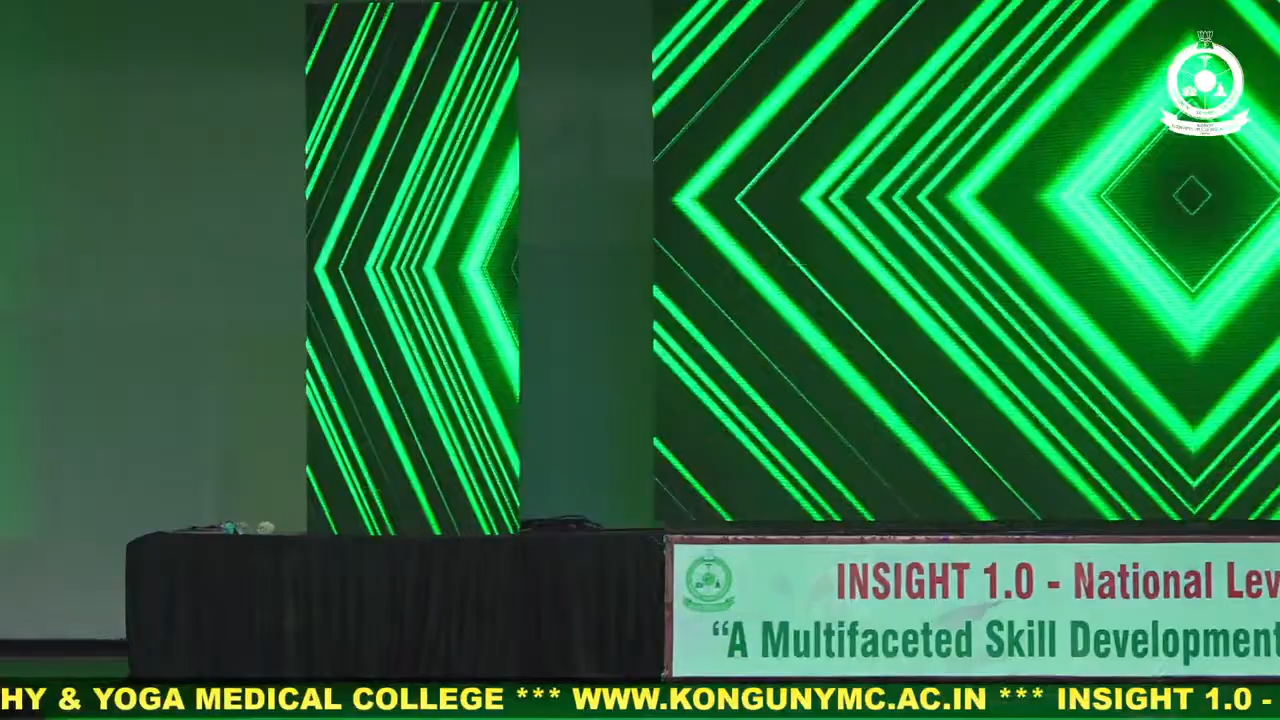 INSIGHT 1.0 - National Lev
“A Multifaceted Skill Development
HY & YOGA MEDICAL COLLEGE *** WWW.KONGUNYMC.AC.IN *** INSIGHT 1.0 -